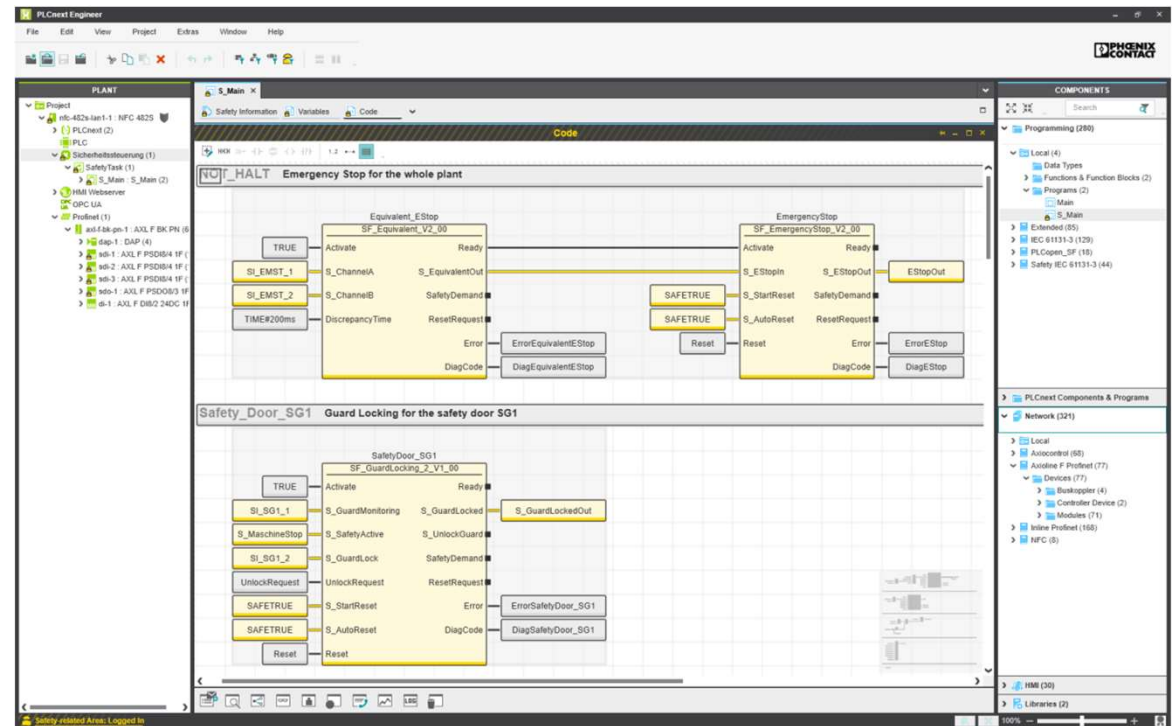 PLCnext Engineer
File Edit View Project Extras Window Help
PHŒNIX
CONTACT
PLANT
Project
nfc-482s-lan1-1 : NFC 482S
PLCnext (2)
PLC
Sicherheitssteuerung (1)
SafetyTask (1)
S_Main : S_Main (2)
HMI Webserver
OPC UA
Profinet (1)
axl-f-bk-pn-1 : AXL F BK PN (6
dap-1 : DAP (4)
sdi-1 : AXL F PSDI8/4 1F (
sdi-2 : AXL F PSDI8/4 1F (
sdi-3 : AXL F PSDI8/4 1F (
sdo-1 : AXL F PSDO8/3 1F
di-1 : AXL F DI8/2 24DC 1F
S_Main
Safety Information Variables Code
Code
1.2
NOT_HALT Emergency Stop for the whole plant
Equivalent_EStop
SF_Equivalent_V2_00
TRUE Activate Ready
SI_EMST_1 S_ChannelA S_EquivalentOut
SI_EMST_2 S_ChannelB SafetyDemand
TIME#200ms DiscrepancyTime ResetRequest
Error ErrorEquivalentEStop
DiagCode DiagEquivalentEStop
EmergencyStop
SF_EmergencyStop_V2_00
Activate Ready
S_EStopIn S_EStopOut EStopOut
SAFETRUE S_StartReset SafetyDemand
SAFETRUE S_AutoReset ResetRequest
Reset Reset Error ErrorEStop
DiagCode DiagEStop
Safety_Door_SG1 Guard Locking for the safety door SG1
SafetyDoor_SG1
SF_GuardLocking_2_V1_00
TRUE Activate Ready
SI_SG1_1 S_GuardMonitoring S_GuardLocked S_GuardLockedOut
S_MaschineStop S_SafetyActive S_UnlockGuard
SI_SG1_2 S_GuardLock SafetyDemand
UnlockRequest UnlockRequest ResetRequest
SAFETRUE S_StartReset Error ErrorSafetyDoor_SG1
SAFETRUE S_AutoReset DiagCode DiagSafetyDoor_SG1
Reset Reset
LOG
COMPONENTS
Search
Programming (280)
Local (4)
Data Types
Functions & Function Blocks (2)
Programs (2)
Main
S_Main
Extended (85)
IEC 61131-3 (129)
PLCopen_SF (18)
Safety IEC 61131-3 (44)
PLCnext Components & Programs
Network (321)
Local
Axiocontrol (68)
Axioline F Profinet (77)
Devices (77)
Buskoppler (4)
Controller Device (2)
Modules (71)
Inline Profinet (168)
NFC (8)
HMI (30)
Libraries (2)
Safety-related Area: Logged In
100%